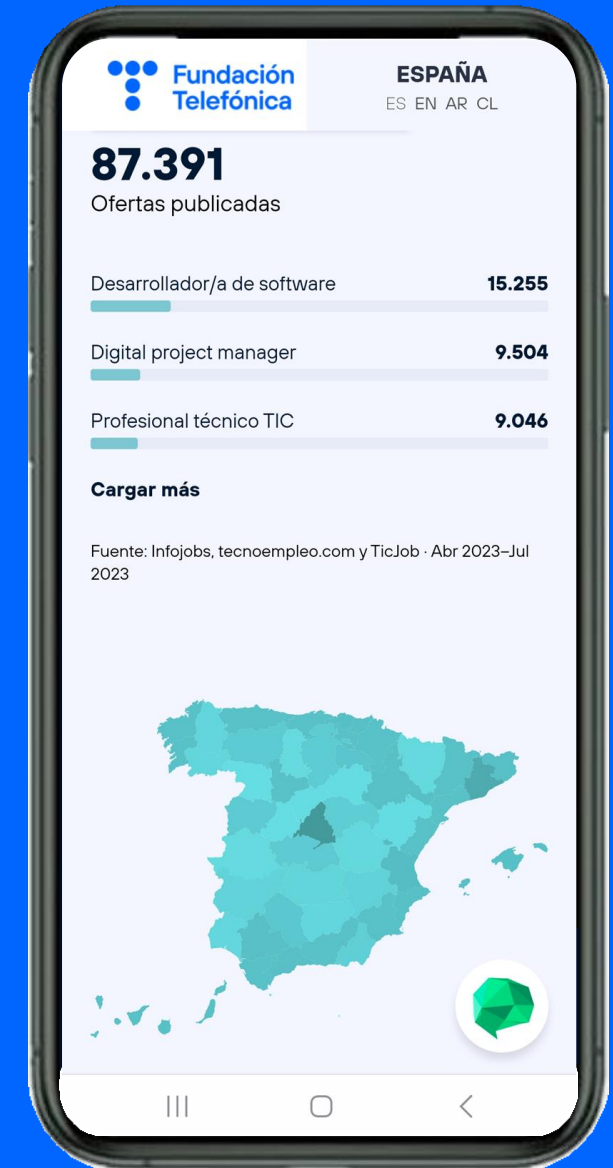 Fundación
Telefónica
ESPAÑA
ES EN AR CL
87.391
Ofertas publicadas
Desarrollador/a de software 15.255
Digital project manager 9.504
Profesional técnico TIC 9.046
Cargar más
Fuente: Infojobs, tecnoempleo.com y TicJob · Abr 2023–Jul
2023